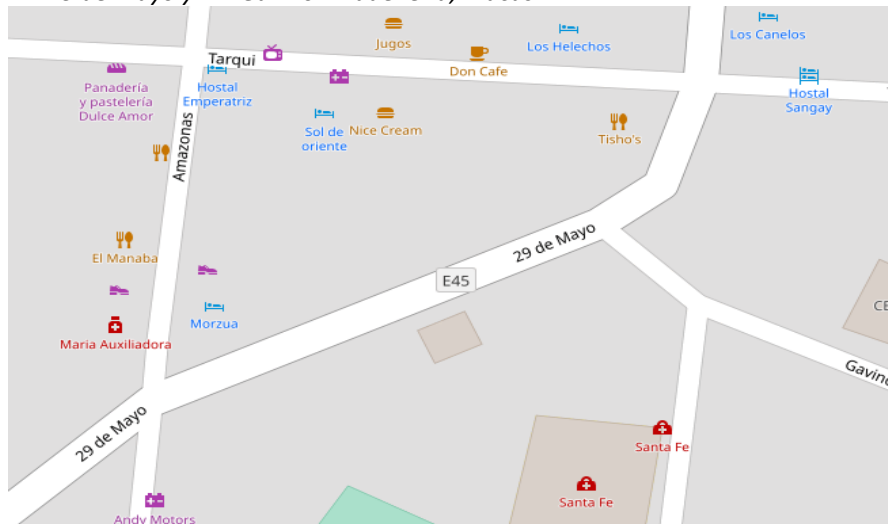 Jugos
Los Helechos
Los Canelos
Tarqui
Don Cafe
Panadería
y pastelería
Dulce Amor
Hostal
Emperatriz
Hostal
Sangay
Amazonas
Sol de
oriente
Nice Cream
Tisho's
El Manaba
29 de Mayo
E45
Morzua
Maria Auxiliadora
29 de Mayo
Santa Fe
Santa Fe
Andy Motors